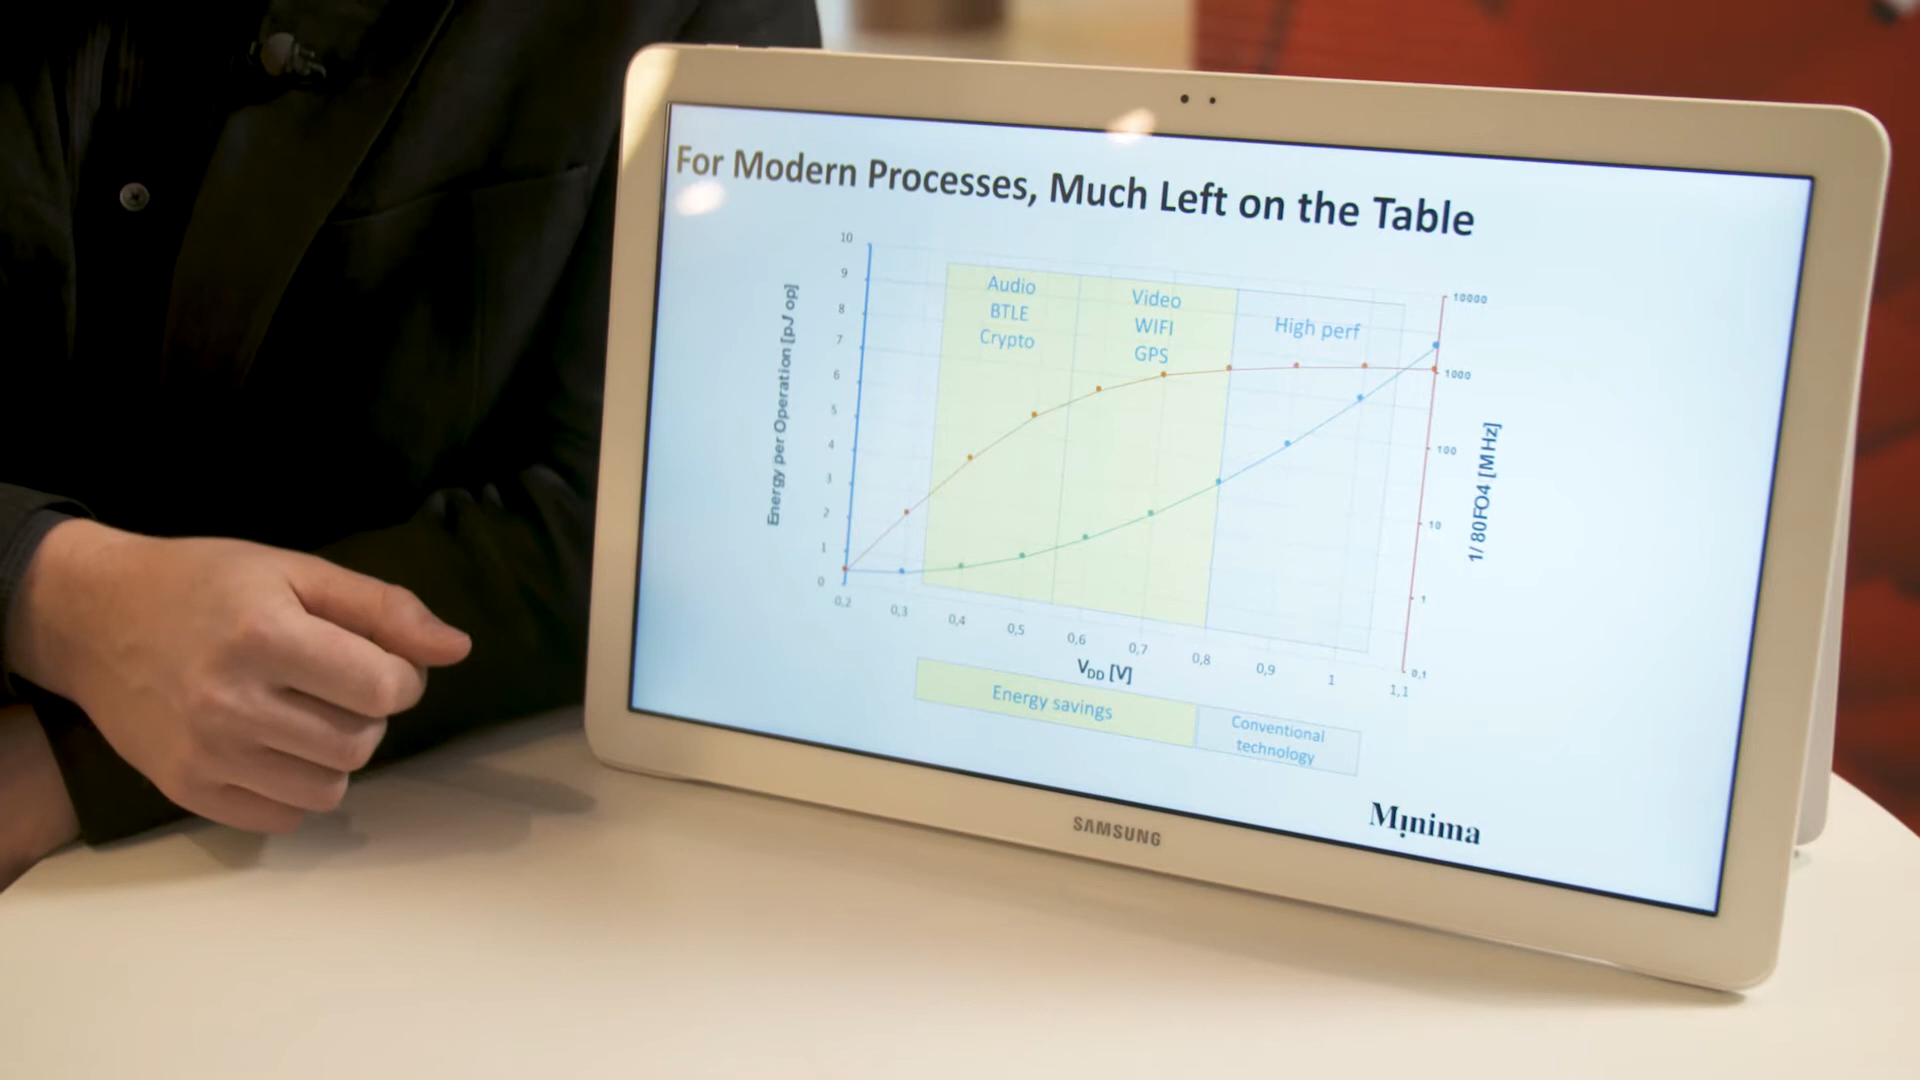 For Modern Processes, Much Left on the Table
Energy per Operation [pJ op]
10
9
8
7
6
5
4
3
2
1
0
Audio
BTLE
Crypto
Video
WIFI
GPS
High perf
10000
1000
100
10
1
0,1
1/ 80FO4 [MHz]
0,2 0,3 0,4 0,5 0,6 0,7 0,8 0,9 1 1,1
VDD [V]
Energy savings
Conventional
technology
Minima
SAMSUNG